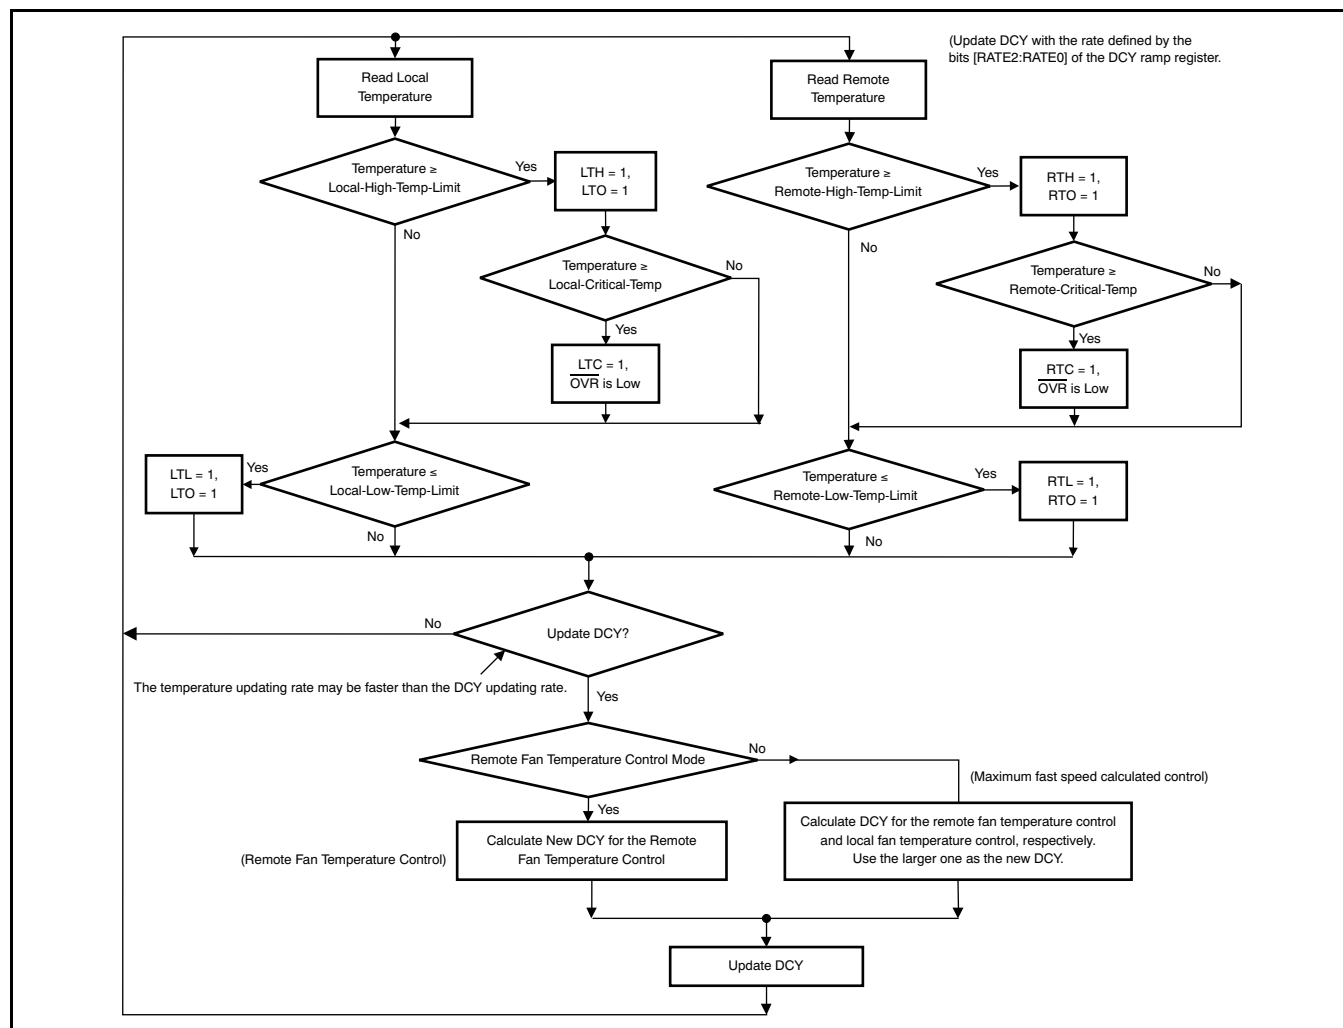 (Update DCY with the rate defined by the
bits [RATE2:RATE0] of the DCY ramp register.
Read Local
Temperature
Read Remote
Temperature
Temperature ≥
Local-High-Temp-Limit
Yes
LTH = 1,
LTO = 1
No
Temperature ≥
Local-Critical-Temp
No
Yes
LTC = 1,
OVR is Low
Temperature ≥
Remote-High-Temp-Limit
Yes
RTH = 1,
RTO = 1
No
Temperature ≥
Remote-Critical-Temp
No
Yes
RTC = 1,
OVR is Low
LTL = 1,
LTO = 1
Yes
Temperature ≤
Local-Low-Temp-Limit
No
Temperature ≤
Remote-Low-Temp-Limit
Yes
RTL = 1,
RTO = 1
No
Update DCY?
No
The temperature updating rate may be faster than the DCY updating rate.
Yes
Remote Fan Temperature Control Mode
No
(Maximum fast speed calculated control)
Yes
(Remote Fan Temperature Control)
Calculate New DCY for the Remote
Fan Temperature Control
Calculate DCY for the remote fan temperature control
and local fan temperature control, respectively.
Use the larger one as the new DCY.
Update DCY